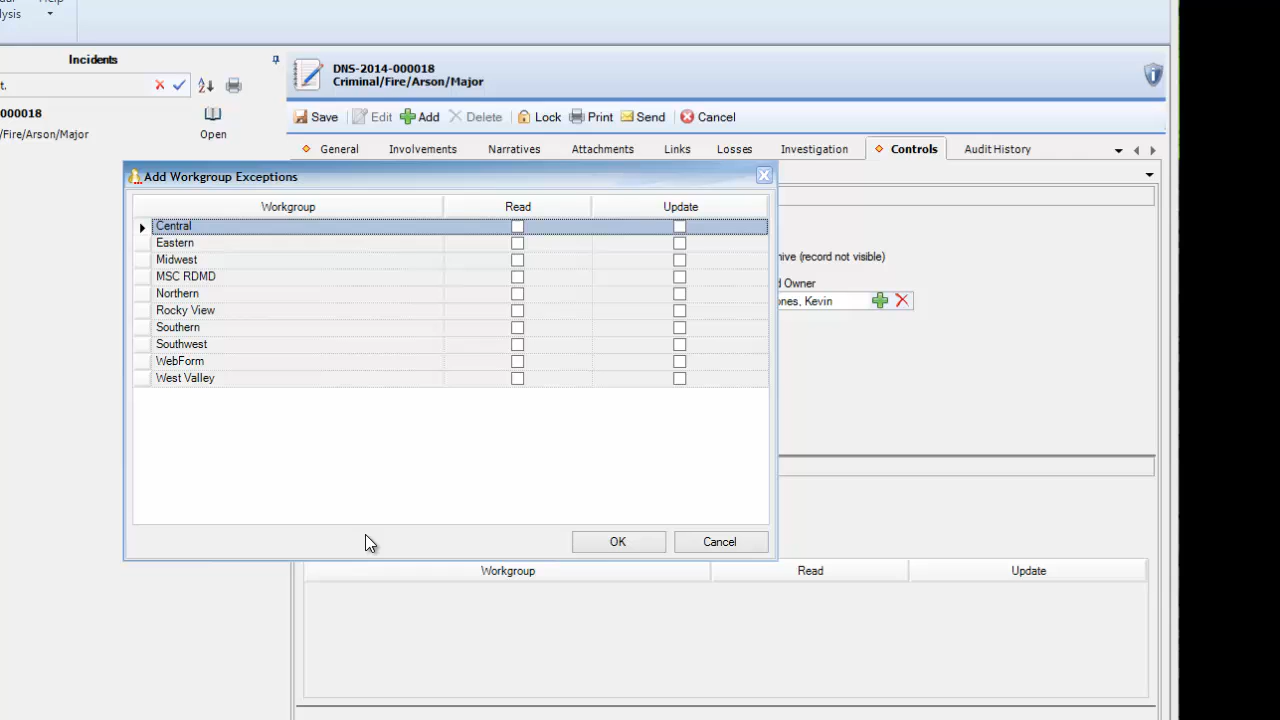 lysis
Incidents
t.
000018
/Fire/Arson/Major
Open
DNS-2014-000018
Criminal/Fire/Arson/Major
Save Edit Add Delete Lock Print Send Cancel
General Involvements Narratives Attachments Links Losses Investigation Controls Audit History
Add Workgroup Exceptions
Workgroup Read Update
Central
Eastern
Midwest
MSC RDMD
Northern
Rocky View
Southern
Southwest
WebForm
West Valley
OK Cancel
hive (record not visible)
d Owner
ones, Kevin
Workgroup Read Update